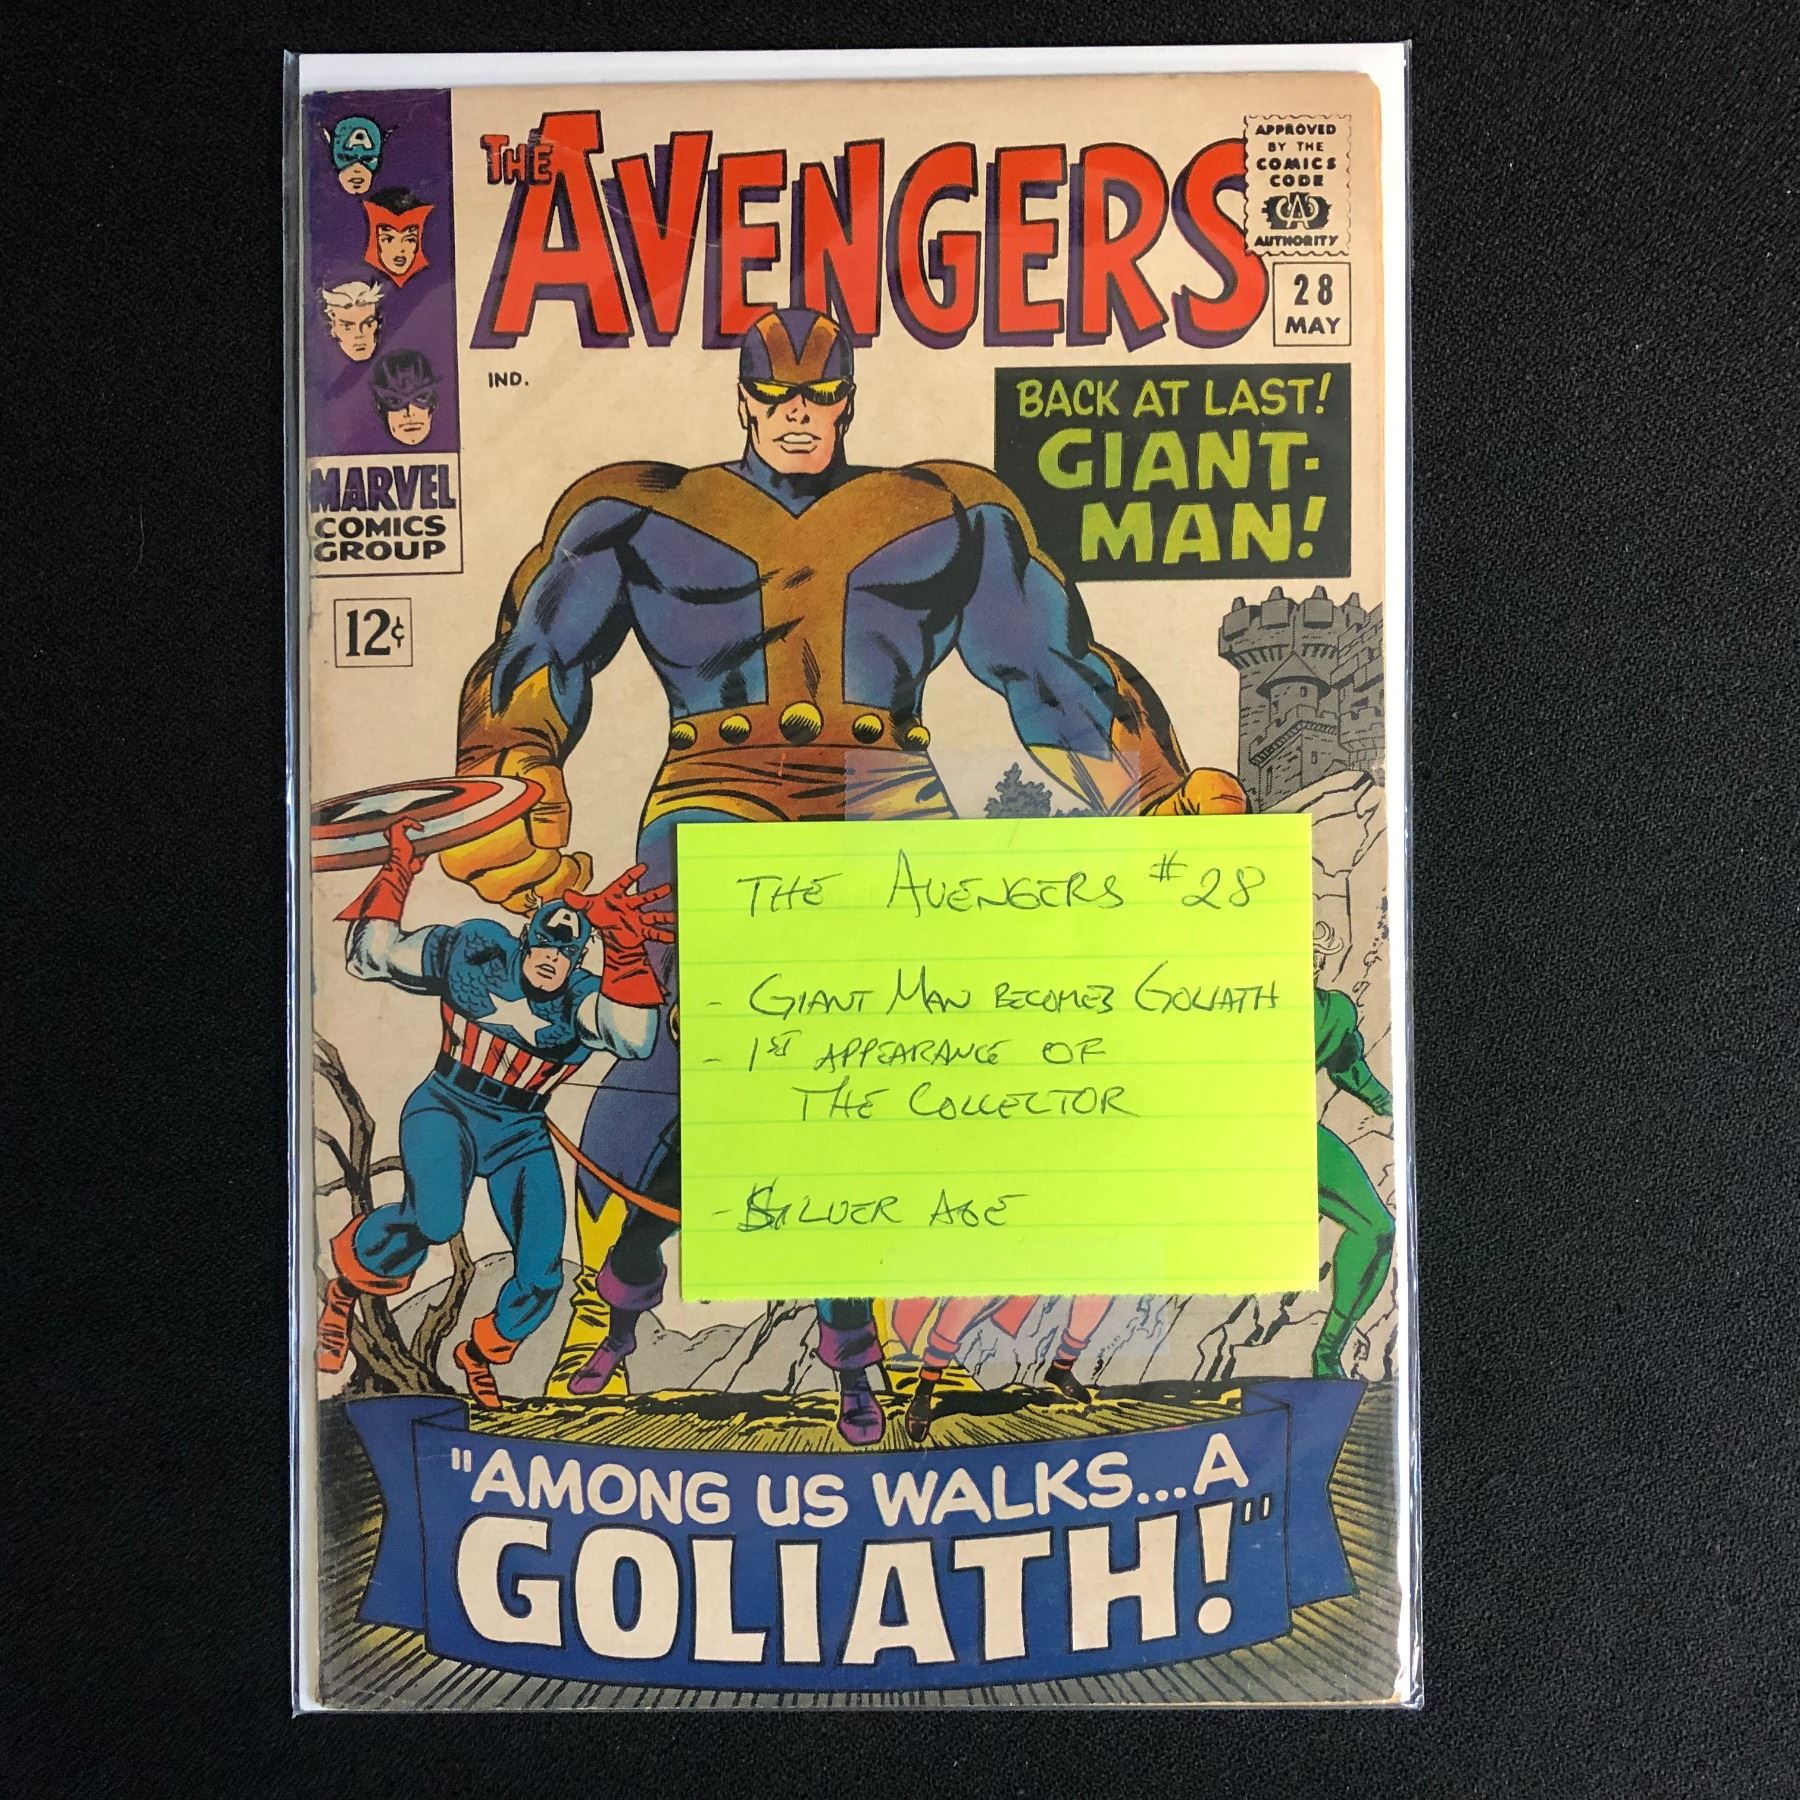 THE AVENGERS
APPROVED
BY THE
COMICS
CODE
CA
AUTHORITY
28
MAY
IND.
BACK AT LAST!
GIANT-
MAN!
MARVEL
COMICS
GROUP
12¢
THE AVENGERS #28
- GIANT MAN BECOMES GOLIATH
- 1ST APPEARANCE OF
THE COLLECTOR
- SILVER AGE
"AMONG US WALKS...A
GOLIATH!"